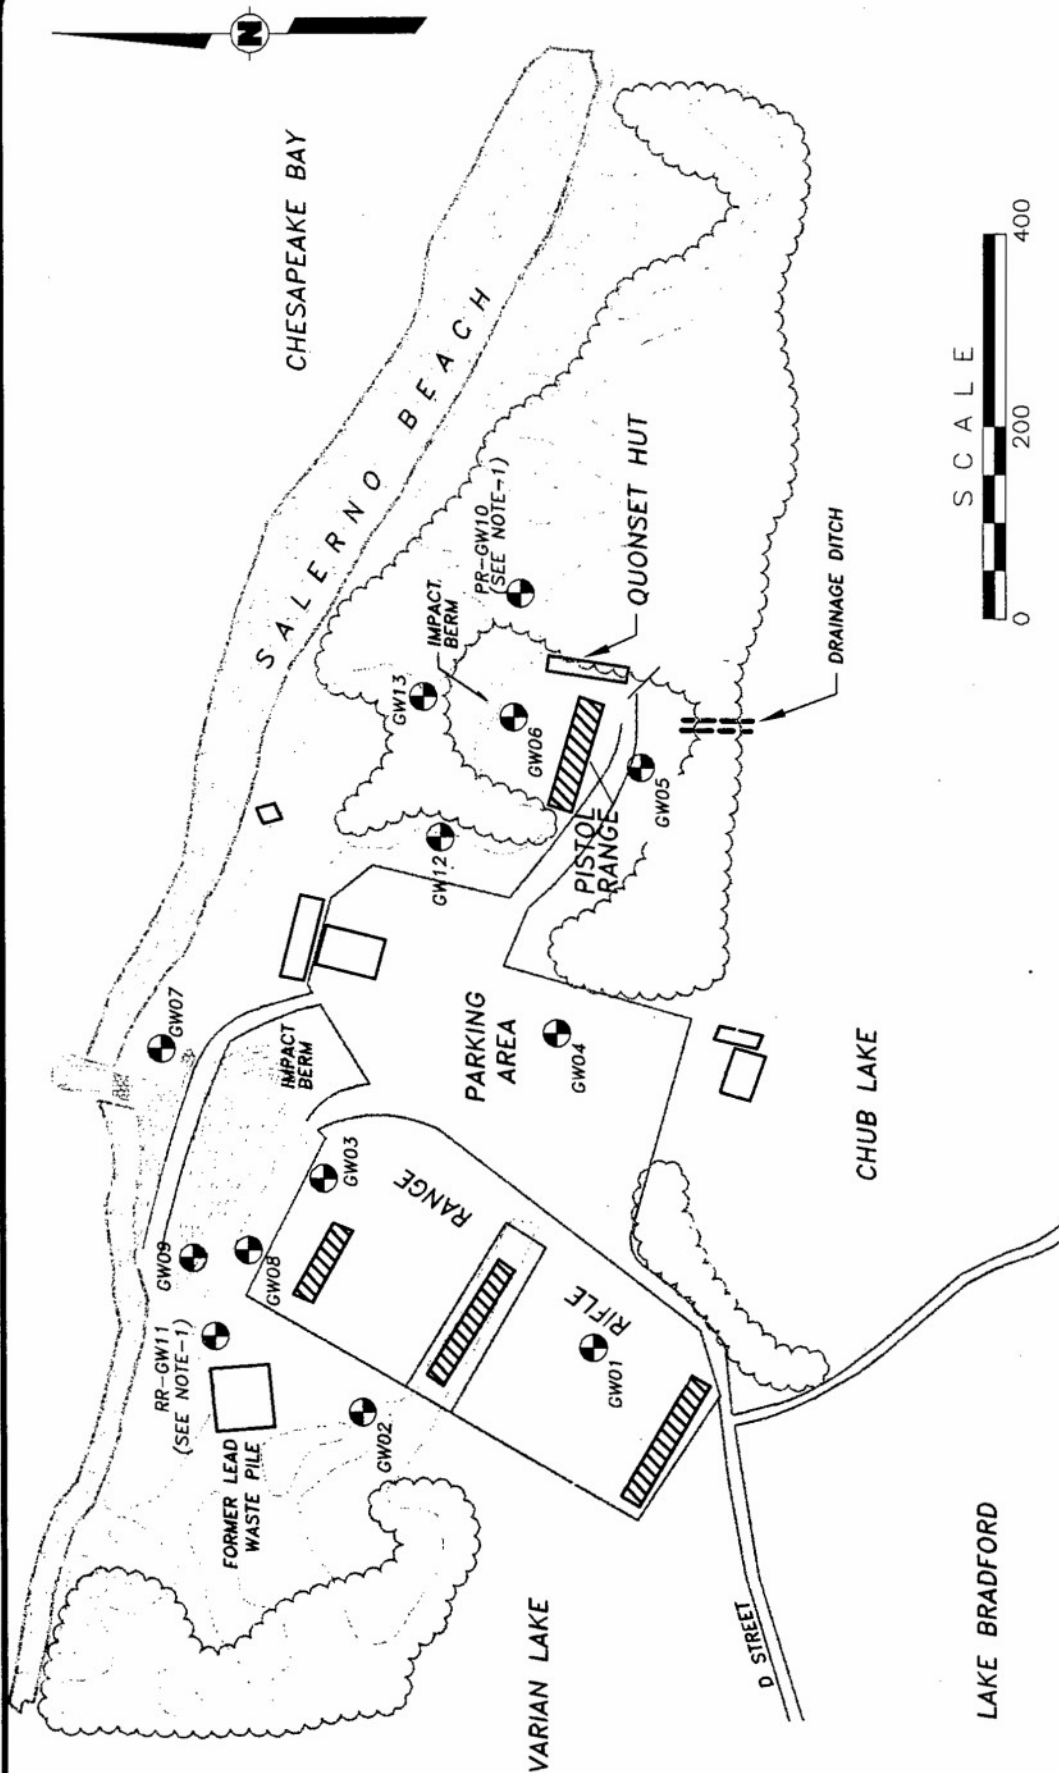 N
CHESAPEAKE BAY
SALERNO BEACH
GW07
GW09
GW08
RR-GW11
(SEE NOTE-1)
FORMER LEAD
WASTE PILE
GW02
GW03
IMPACT
BERM
GW12
GW13
IMPACT
BERM
PR-GW10
(SEE NOTE-1)
GW06
QUONSET HUT
PISTOL
RANGE
GW05
PARKING
AREA
GW04
RIFLE RANGE
GW01
DRAINAGE DITCH
VARIAN LAKE
D STREET
CHUB LAKE
LAKE BRADFORD
SCALE
0 200 400